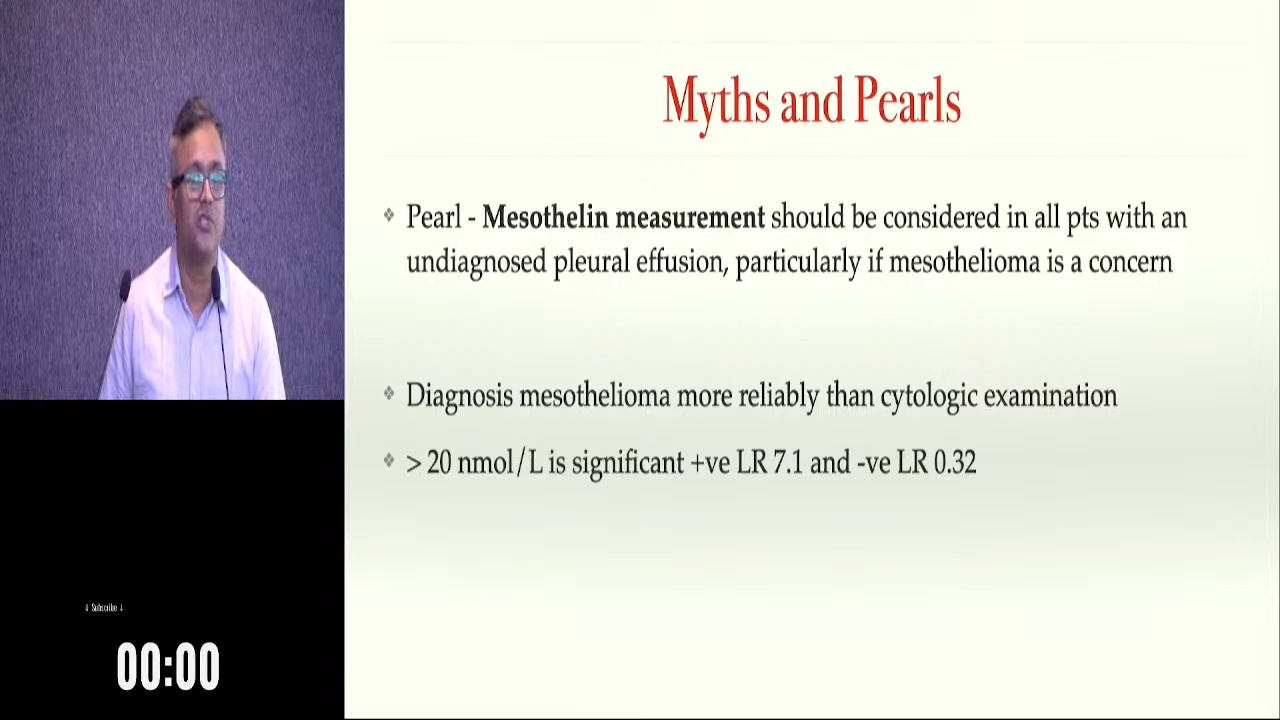 Myths and Pearls
Pearl - Mesothelin measurement should be considered in all pts with an
undiagnosed pleural effusion, particularly if mesothelioma is a concern
Diagnosis mesothelioma more reliably than cytologic examination
> 20 nmol/L is significant +ve LR 7.1 and -ve LR 0.32
↓ Subscribe ↓
00:00